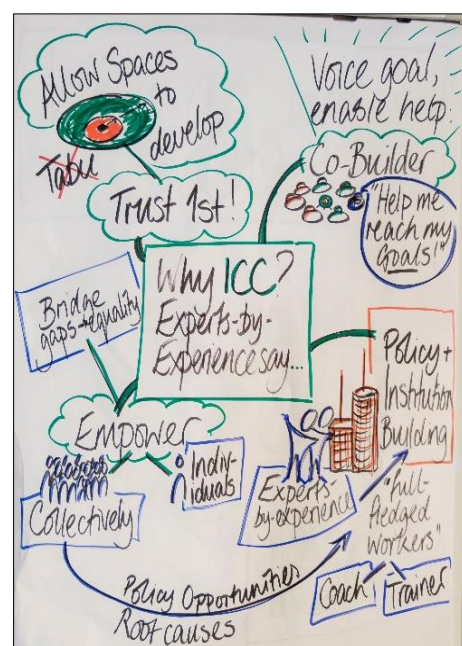 Allow Spaces
to
develop
Tabu
Trust 1st!
Voice goal,
enable help:
Co-Builder
"Help me
reach my
Goals!"
Why ICC?
Experts-by-
Experience say...
Bridge
gaps→equality
Empower
Collectively
Indiv-
iduals
Policy +
Institution
Building
Experts-
by-experience
"Full-
fledged
workers"
Coach
Trainer
Policy Opportunities
Root causes